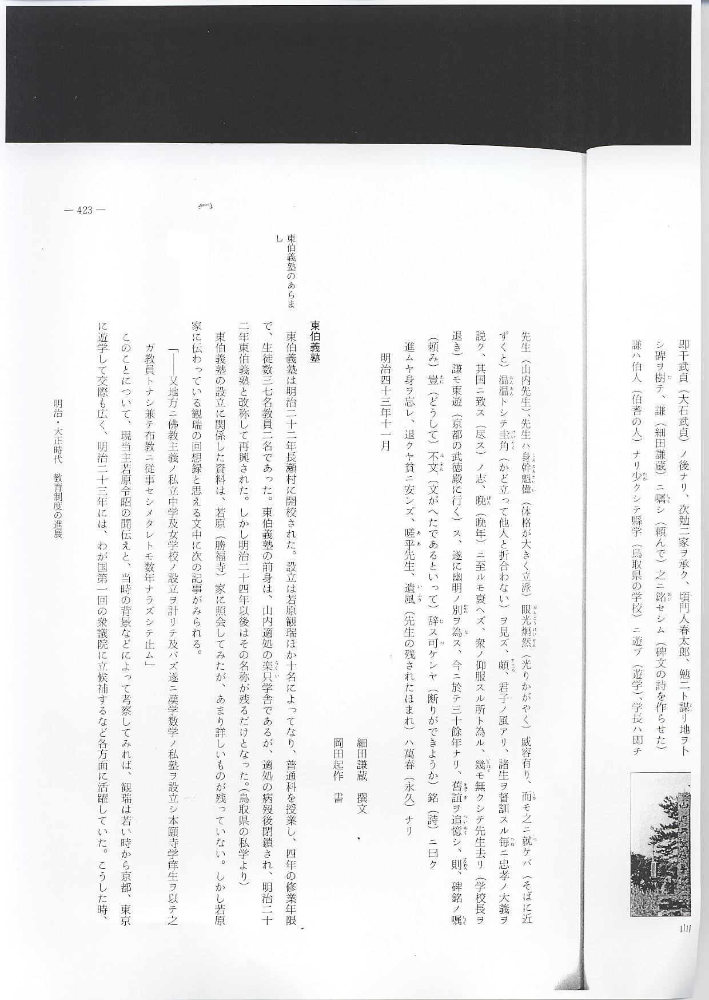 即千武貞（大石武貞）ノ後ナリ、次勉二家ヲ承ク、頃門人春太郎、勉二ト謀リ地ヲト
シ碑ヲ樹テ、謙（細田謙蔵）ニ嘱シ（頼んで）之ニ銘セシム（碑文の詩を作らせた）
謙ハ伯人（伯耆の人）ナリ少クシテ縣学（鳥取県の学校）ニ遊ブ（遊学）、学長ハ即チ
山
先生（山内先生）、先生ハ身幹魁偉（体格が大きく立派）眼光烱然（光りかがやく）威容有り、而モ之ニ就ケバ（そばに近
ずくと）温温トシテ圭角（かど立って他人と折合わない）ヲ見ズ、頗、君子ノ風アリ、諸生ヲ督訓スル毎ニ忠孝ノ大義ヲ
説ク、其国ニ致ス（尽ス）ノ志、晩（晩年）ニ至ルモ衰ヘズ、衆ノ仰服スル所ト為ル、幾モ無クシテ先生去リ（学校長ヲ
退き）謙モ東遊（京都の武徳殿に行く）ス、遂に幽明ノ別ヲ為ス、今ニ於テ三十餘年ナリ、舊誼ヲ追憶シ、則、碑銘ノ嘱
（頼み）豈（どうして）不文（文がへたであるといって）辞ス可ケンヤ（断りができようか）銘（詩）ニ曰ク
進ムヤ身ヲ忘レ、退クヤ貧ニ安ンズ、嗟乎先生、遺風（先生の残されたほまれ）ハ萬春（永久）ナリ
明治四十三年十一月
細田謙蔵　撰文
岡田起作　書
東伯義塾
東伯義塾のあらま
し
東伯義塾は明治二十二年長瀬村に開校された。設立は若原観瑞ほか十名によってなり、普通科を授業し、四年の修業年限
で、生徒数三七名教員二名であった。東伯義塾の前身は、山内適処の楽只学舎であるが、適処の病歿後閉鎖され、明治二十
二年東伯義塾と改称して再興された。しかし明治二十四年以後はその名称が残るだけとなった。（鳥取県の私学より）
東伯義塾の設立に関係した資料は、若原（勝福寺）家に照会してみたが、あまり詳しいものが残っていない。しかし若原
家に伝わっている観瑞の回想録と思える文中に次の記事がみられる。
「――又地方ニ佛教主義ノ私立中学及女学校ノ設立ヲ計リテ及バズ遂ニ漢学数学ノ私塾ヲ設立シ本願寺学庠生ヲ以テ之
ガ教員トナシ兼テ布教ニ従事セシメタレトモ数年ナラズシテ止ム」
このことについて、現当主若原令昭の聞伝えと、当時の背景などによって考察してみれば、観瑞は若い時から京都、東京
に遊学して交際も広く、明治二十三年には、わが国第一回の衆議院に立候補するなど各方面に活躍していた。こうした時、
明治・大正時代　教育制度の進展
― 423 ―